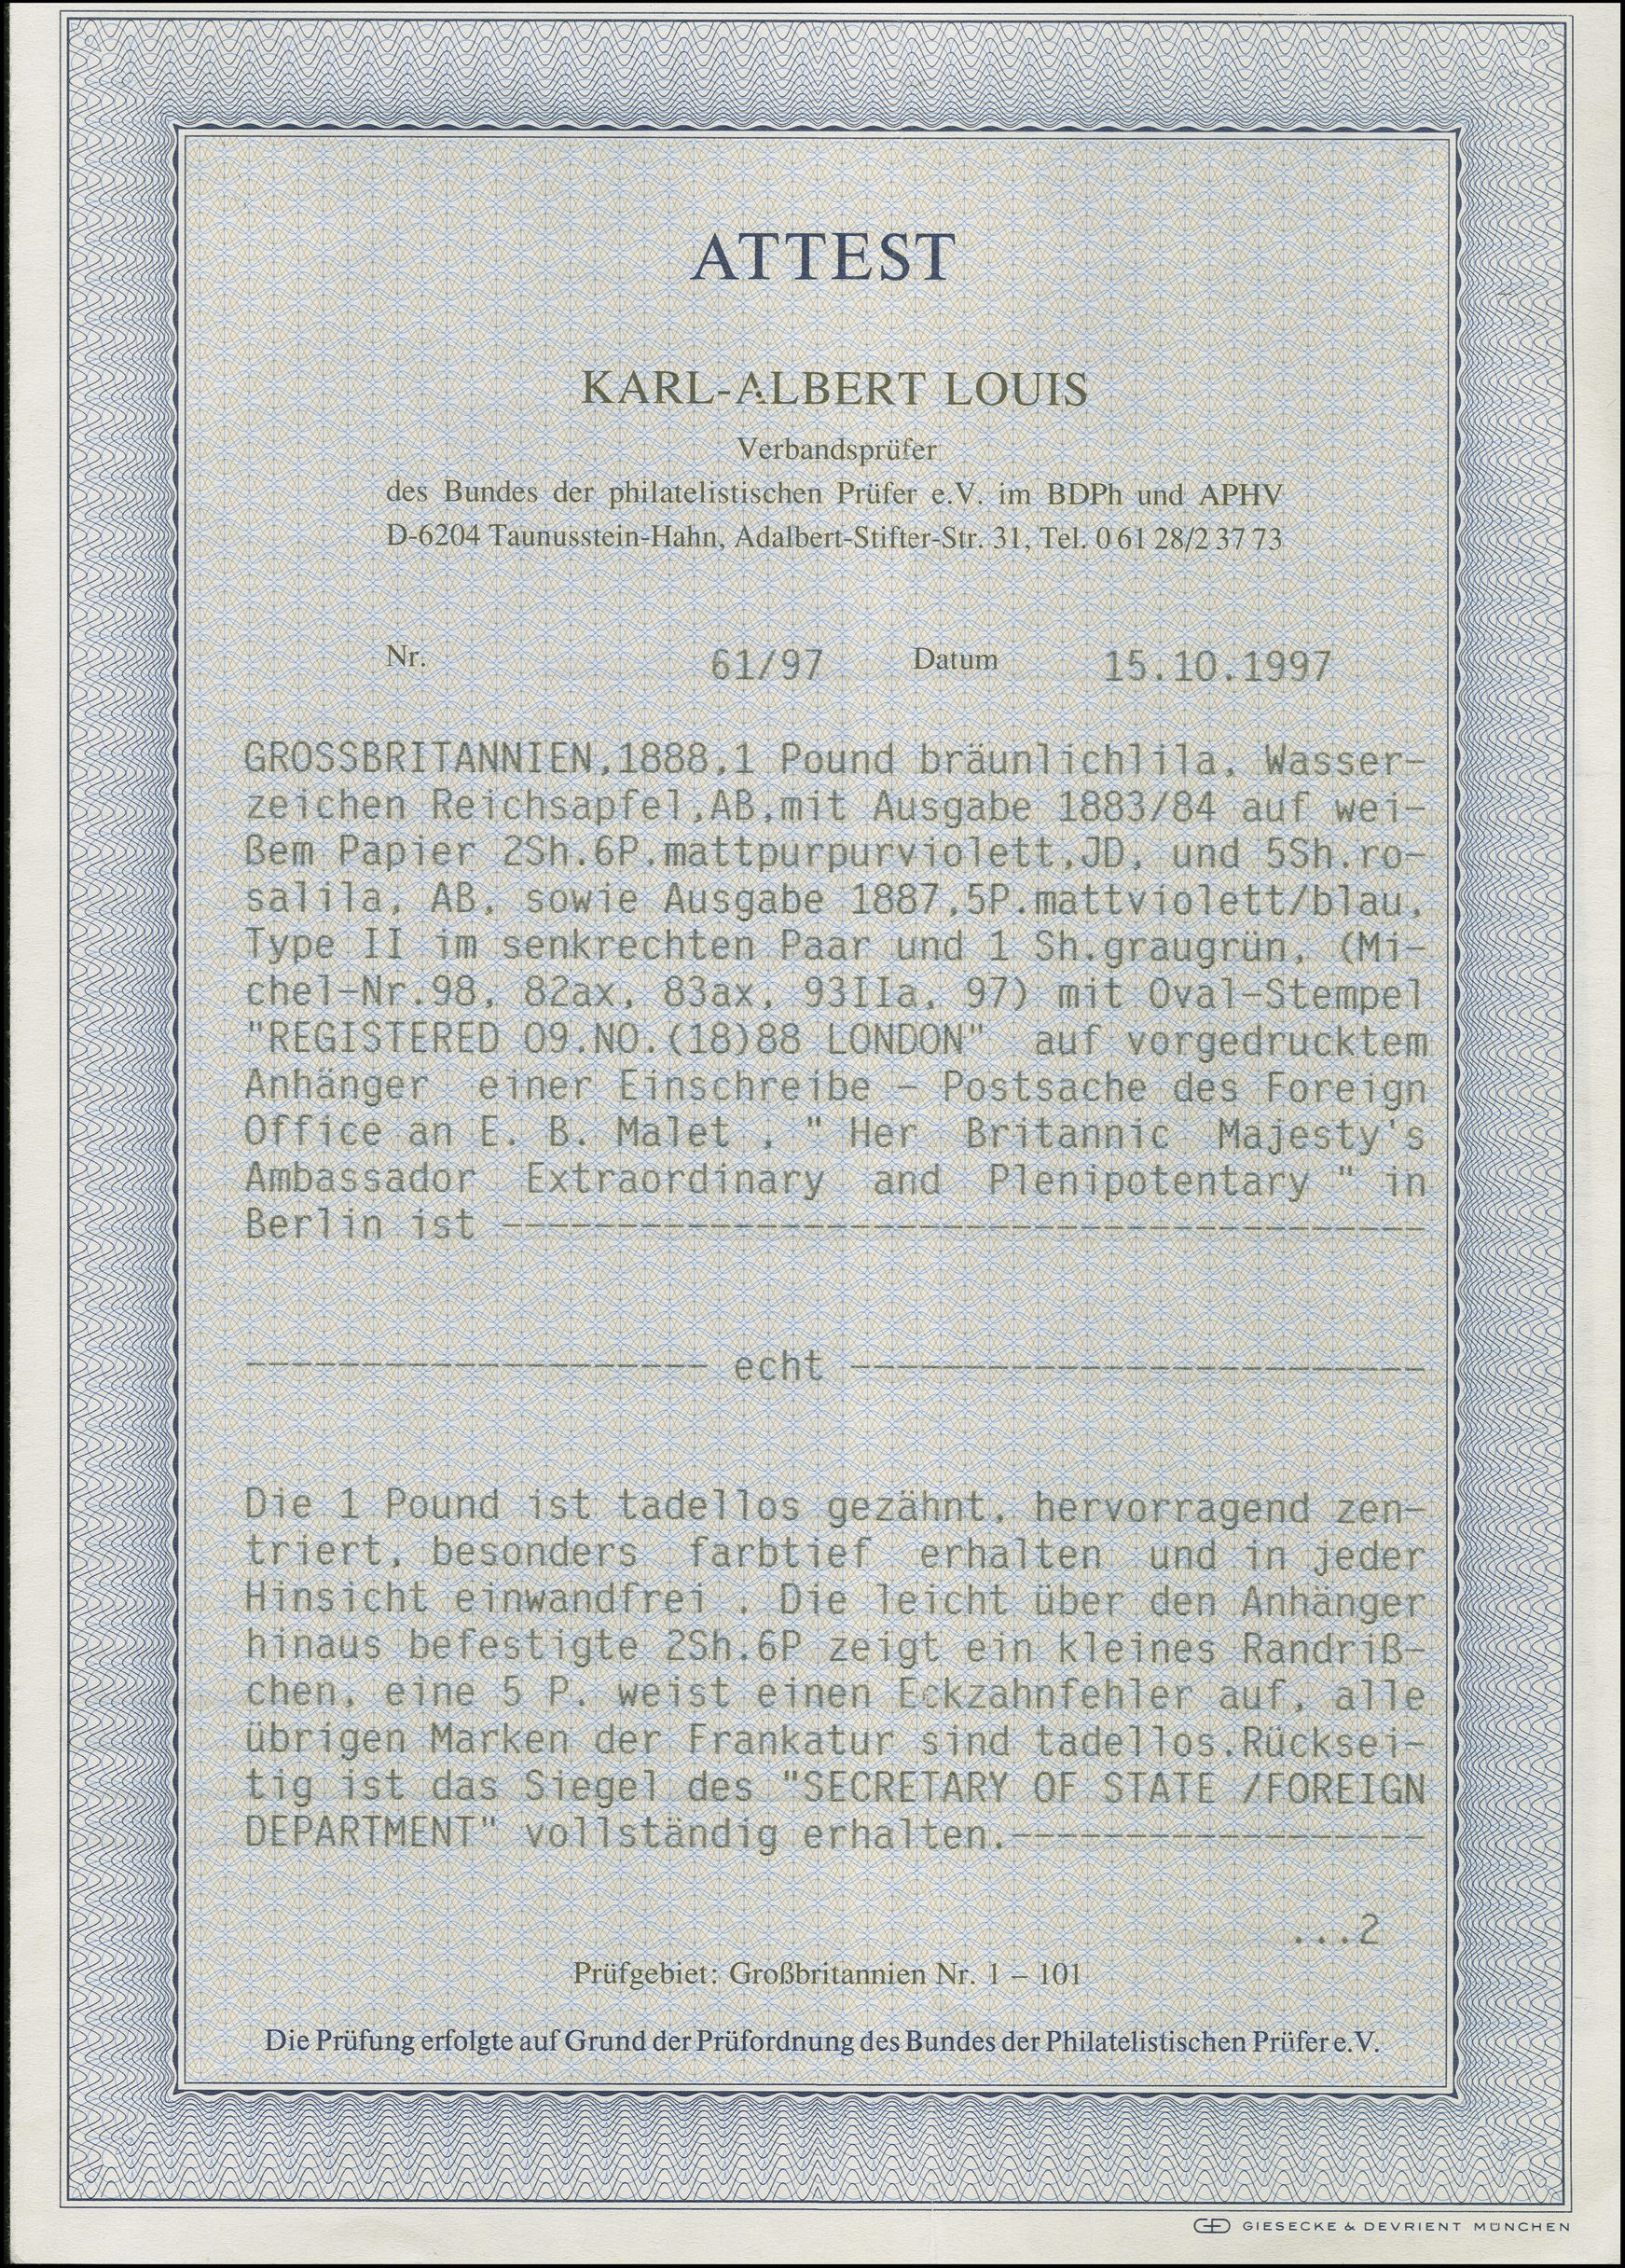 ATTEST
KARL-ALBERT LOUIS
Verbandsprüfer
des Bundes der philatelistischen Prüfer e.V. im BDPh und APHV
D-6204 Taunusstein-Hahn, Adalbert-Stifter-Str. 31, Tel. 0 61 28/2 37 73
Nr. 61/97 Datum 15.10.1997
GROSSBRITANNIEN,1888,1 Pound bräunlichlila, Wasser-
zeichen Reichsapfel,AB,mit Ausgabe 1883/84 auf wei-
ßem Papier 2Sh.6P.mattpurpurviolett,JD, und 5Sh.ro-
salila, AB, sowie Ausgabe 1887,5P.mattviolett/blau,
Type II im senkrechten Paar und 1 Sh.graugrün, (Mi-
chel-Nr.98, 82ax, 83ax, 93IIa, 97) mit Oval-Stempel
"REGISTERED 09.NO.(18)88 LONDON" auf vorgedrucktem
Anhänger einer Einschreibe - Postsache des Foreign
Office an E. B. Malet , " Her Britannic Majesty's
Ambassador Extraordinary and Plenipotentary " in
Berlin ist ----------------------------------------
-------------------- echt -------------------------
Die 1 Pound ist tadellos gezähnt, hervorragend zen-
triert, besonders farbtief erhalten und in jeder
Hinsicht einwandfrei . Die leicht über den Anhänger
hinaus befestigte 2Sh.6P zeigt ein kleines Randriß-
chen, eine 5 P. weist einen Eckzahnfehler auf, alle
übrigen Marken der Frankatur sind tadellos.Rücksei-
tig ist das Siegel des "SECRETARY OF STATE /FOREIGN
DEPARTMENT" vollständig erhalten.------------------
...2
Prüfgebiet: Großbritannien Nr. 1 – 101
Die Prüfung erfolgte auf Grund der Prüfordnung des Bundes der Philatelistischen Prüfer e.V.
GIESECKE & DEVRIENT MÜNCHEN